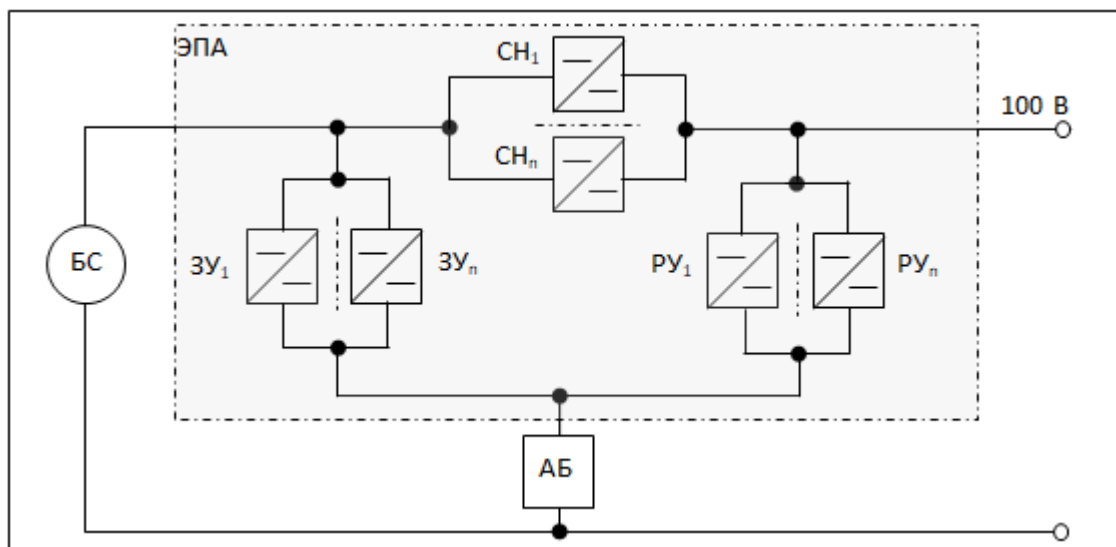 ЭПА
СН₁
100 В
СНₙ
БС
ЗУ₁
ЗУₙ
РУ₁
РУₙ
АБ